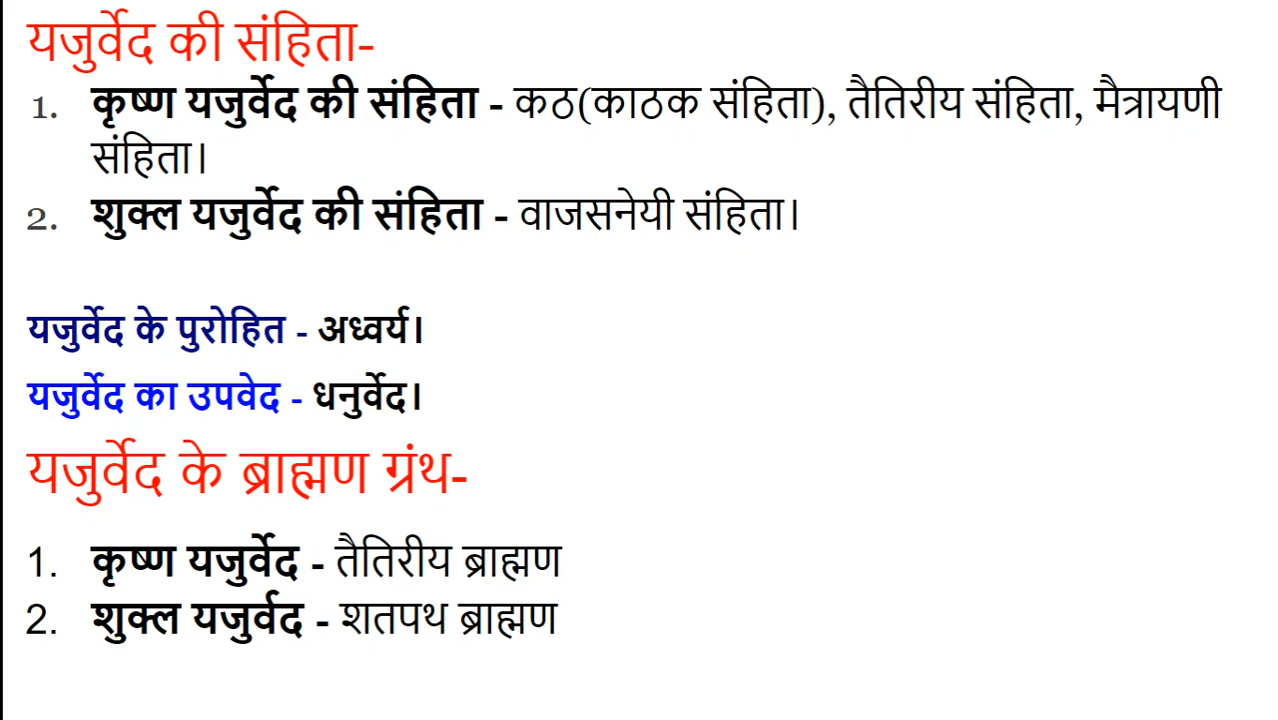 यजुर्वेद की संहिता-
1. कृष्ण यजुर्वेद की संहिता - कठ(काठक संहिता), तैतिरीय संहिता, मैत्रायणी
संहिता।
2. शुक्ल यजुर्वेद की संहिता - वाजसनेयी संहिता।
यजुर्वेद के पुरोहित - अध्वर्य।
यजुर्वेद का उपवेद - धनुर्वेद।
यजुर्वेद के ब्राह्मण ग्रंथ-
1. कृष्ण यजुर्वेद - तैतिरीय ब्राह्मण
2. शुक्ल यजुर्वद - शतपथ ब्राह्मण